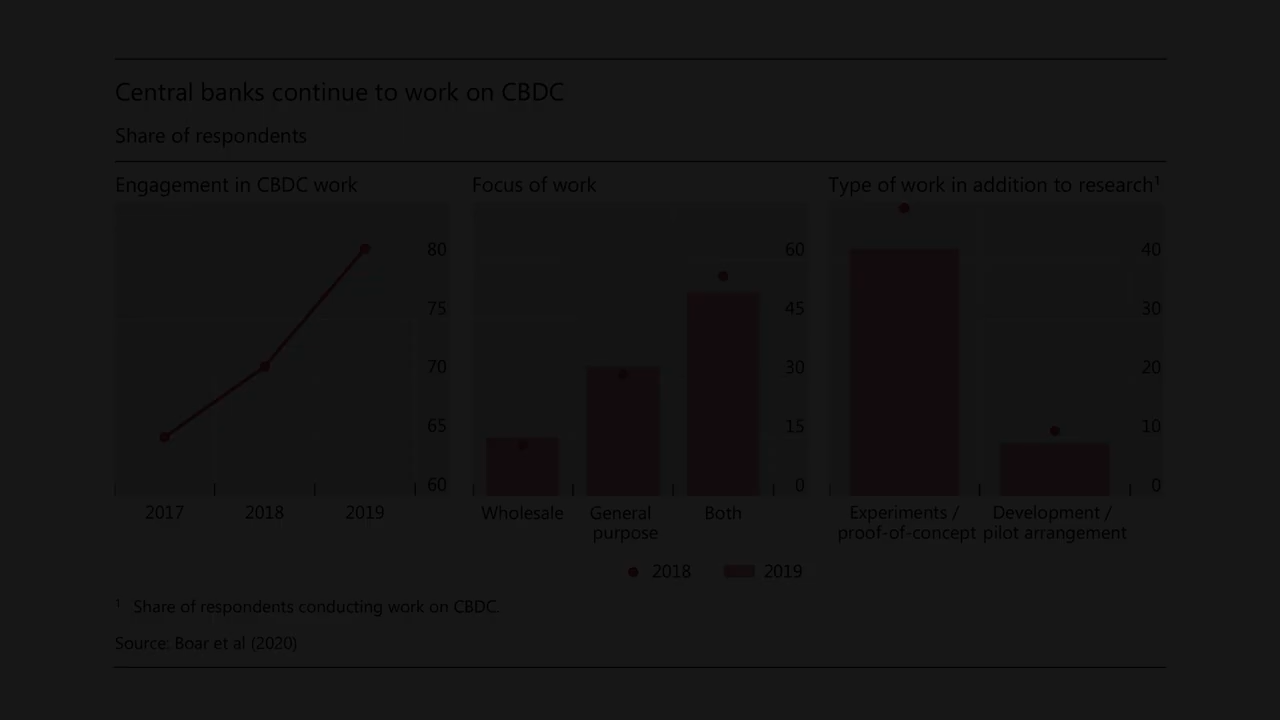 Central banks continue to work on CBDC
Share of respondents
Engagement in CBDC work
80
75
70
65
60
2017 2018 2019
Focus of work
60
45
30
15
0
Wholesale General purpose Both
Type of work in addition to research¹
40
30
20
10
0
Experiments / proof-of-concept Development / pilot arrangement
2018 2019
¹ Share of respondents conducting work on CBDC.
Source: Boar et al (2020)